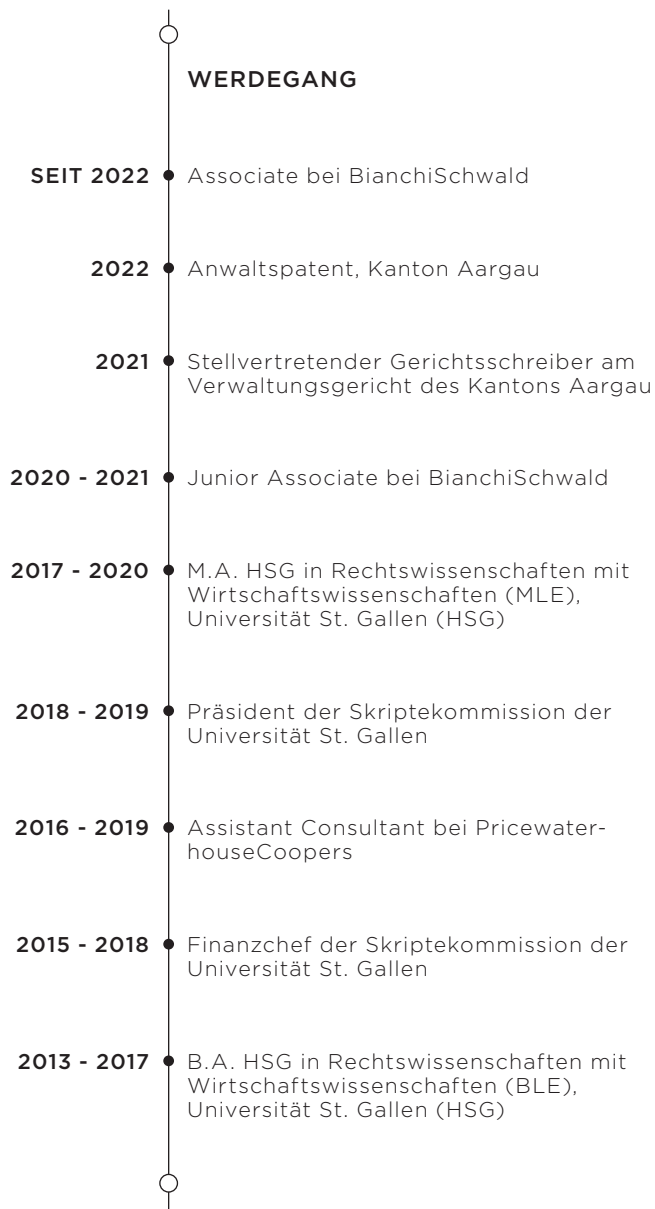 WERDEGANG
SEIT 2022 Associate bei BianchiSchwald
2022 Anwaltspatent, Kanton Aargau
2021 Stellvertretender Gerichtsschreiber am
Verwaltungsgericht des Kantons Aargau
2020 - 2021 Junior Associate bei BianchiSchwald
2017 - 2020 M.A. HSG in Rechtswissenschaften mit
Wirtschaftswissenschaften (MLE),
Universität St. Gallen (HSG)
2018 - 2019 Präsident der Skriptekommission der
Universität St. Gallen
2016 - 2019 Assistant Consultant bei Pricewater-
houseCoopers
2015 - 2018 Finanzchef der Skriptekommission der
Universität St. Gallen
2013 - 2017 B.A. HSG in Rechtswissenschaften mit
Wirtschaftswissenschaften (BLE),
Universität St. Gallen (HSG)